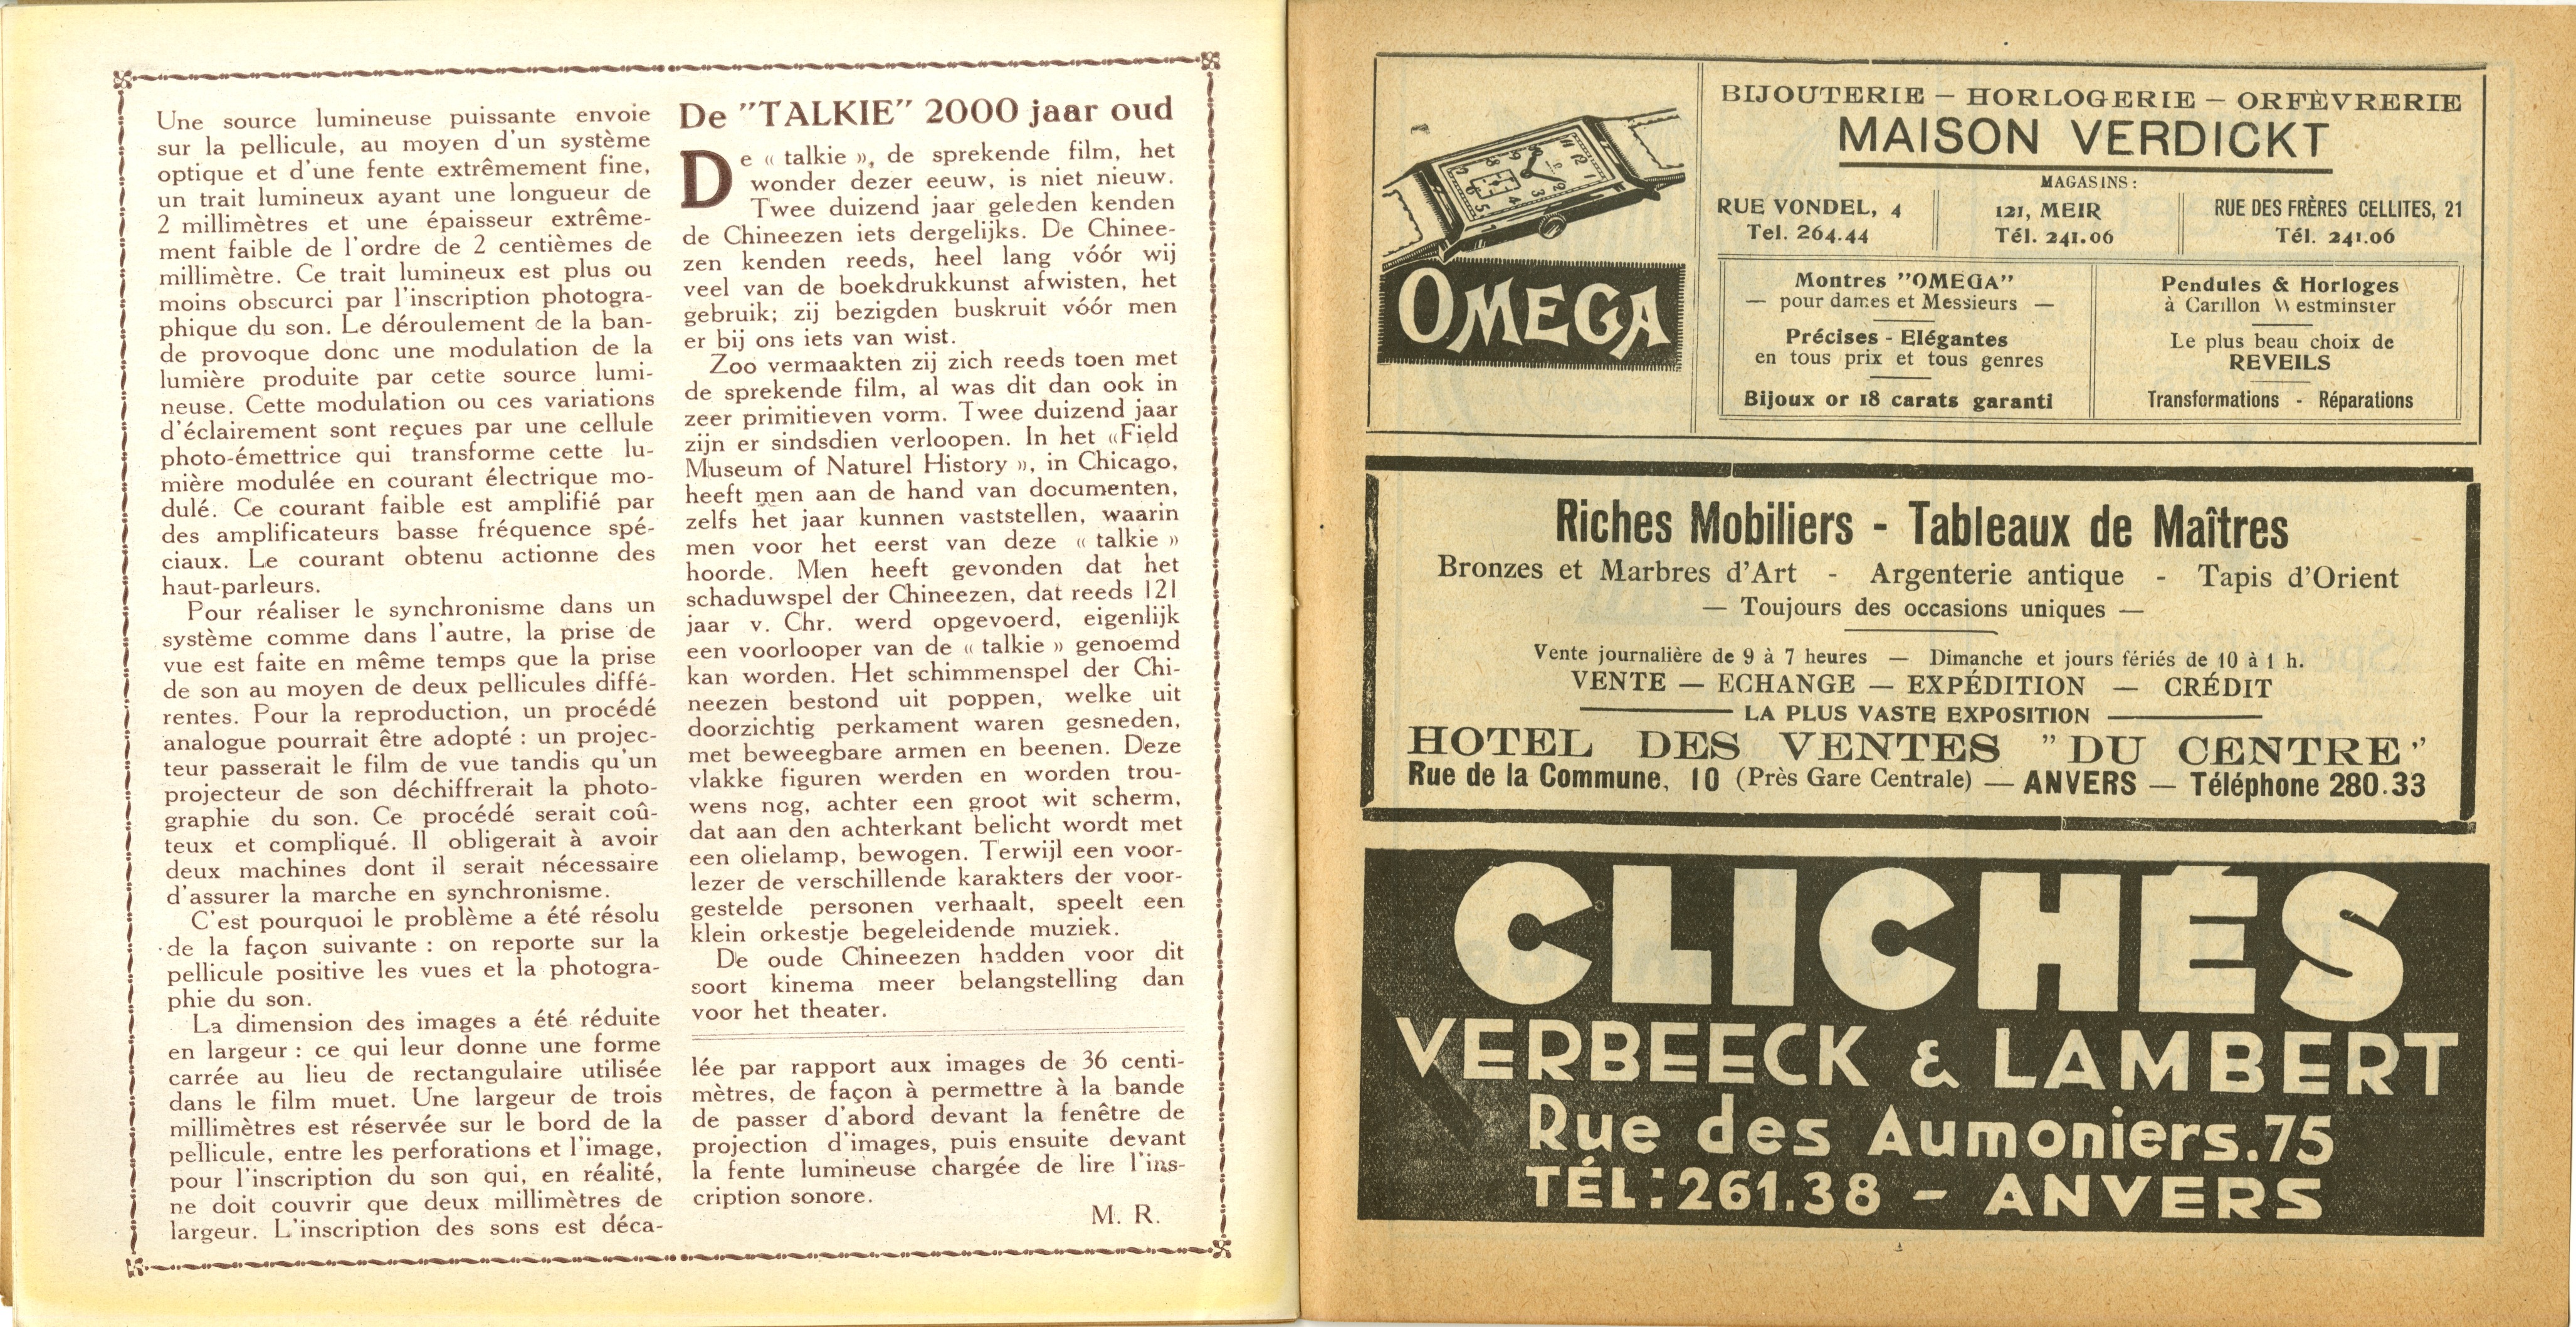 Une source lumineuse puissante envoie
sur la pellicule, au moyen d'un système
optique et d'une fente extrêmement fine,
un trait lumineux ayant une longueur de
2 millimètres et une épaisseur extrême-
ment faible de l'ordre de 2 centièmes de
millimètre. Ce trait lumineux est plus ou
moins obscurci par l'inscription photogra-
phique du son. Le déroulement de la ban-
de provoque donc une modulation de la
lumière produite par cette source lumi-
neuse. Cette modulation ou ces variations
d'éclairement sont reçues par une cellule
photo-émettrice qui transforme cette lu-
mière modulée en courant électrique mo-
dulé. Ce courant faible est amplifié par
des amplificateurs basse fréquence spé-
ciaux. Le courant obtenu actionne des
haut-parleurs.
Pour réaliser le synchronisme dans un
système comme dans l'autre, la prise de
vue est faite en même temps que la prise
de son au moyen de deux pellicules diffé-
rentes. Pour la reproduction, un procédé
analogue pourrait être adopté : un projec-
teur passerait le film de vue tandis qu'un
projecteur de son déchiffrerait la photo-
graphie du son. Ce procédé serait coû-
teux et compliqué. Il obligerait à avoir
deux machines dont il serait nécessaire
d'assurer la marche en synchronisme.
C'est pourquoi le problème a été résolu
de la façon suivante : on reporte sur la
pellicule positive les vues et la photogra-
phie du son.
La dimension des images a été réduite
en largeur : ce qui leur donne une forme
carrée au lieu de rectangulaire utilisée
dans le film muet. Une largeur de trois
millimètres est réservée sur le bord de la
pellicule, entre les perforations et l'image,
pour l'inscription du son qui, en réalité,
ne doit couvrir que deux millimètres de
largeur. L'inscription des sons est déca-
De "TALKIE" 2000 jaar oud
De « talkie », de sprekende film, het
wonder dezer eeuw, is niet nieuw.
Twee duizend jaar geleden kenden
de Chineezen iets dergelijks. De Chinee-
zen kenden reeds, heel lang vóór wij
veel van de boekdrukkunst afwisten, het
gebruik; zij bezigden buskruit vóór men
er bij ons iets van wist.
Zoo vermaakten zij zich reeds toen met
de sprekende film, al was dit dan ook in
zeer primitieven vorm. Twee duizend jaar
zijn er sindsdien verloopen. In het «Field
Museum of Naturel History », in Chicago,
heeft men aan de hand van documenten,
zelfs het jaar kunnen vaststellen, waarin
men voor het eerst van deze « talkie »
hoorde. Men heeft gevonden dat het
schaduwspel der Chineezen, dat reeds 121
jaar v. Chr. werd opgevoerd, eigenlijk
een voorlooper van de « talkie » genoemd
kan worden. Het schimmenspel der Chi-
neezen bestond uit poppen, welke uit
doorzichtig perkament waren gesneden,
met beweegbare armen en beenen. Deze
vlakke figuren werden en worden trou-
wens nog, achter een groot wit scherm,
dat aan den achterkant belicht wordt met
een olielamp, bewogen. Terwijl een voor-
lezer de verschillende karakters der voor-
gestelde personen verhaalt, speelt een
klein orkestje begeleidende muziek.
De oude Chineezen hadden voor dit
soort kinema meer belangstelling dan
voor het theater.
lée par rapport aux images de 36 centi-
mètres, de façon à permettre à la bande
de passer d'abord devant la fenêtre de
projection d'images, puis ensuite devant
la fente lumineuse chargée de lire l'ins-
cription sonore.
M. R.
OMEGA
BIJOUTERIE – HORLOGERIE – ORFÈVRERIE
MAISON VERDICKT
MAGASINS :
RUE VONDEL, 4
Tel. 264.44
121, MEIR
Tél. 241.06
RUE DES FRÈRES CELLITES, 21
Tél. 241.06
Montres "OMEGA"
— pour dames et Messieurs —
Précises - Elégantes
en tous prix et tous genres
Bijoux or 18 carats garanti
Pendules & Horloges
à Carillon Westminster
Le plus beau choix de
REVEILS
Transformations - Réparations
Riches Mobiliers - Tableaux de Maîtres
Bronzes et Marbres d'Art - Argenterie antique - Tapis d'Orient
— Toujours des occasions uniques —
Vente journalière de 9 à 7 heures — Dimanche et jours fériés de 10 à 1 h.
VENTE — ECHANGE — EXPÉDITION — CRÉDIT
LA PLUS VASTE EXPOSITION
HOTEL DES VENTES "DU CENTRE"
Rue de la Commune, 10 (Près Gare Centrale) — ANVERS — Téléphone 280.33
CLICHÉS
VERBEECK & LAMBERT
Rue des Aumoniers.75
TÉL: 261.38 – ANVERS